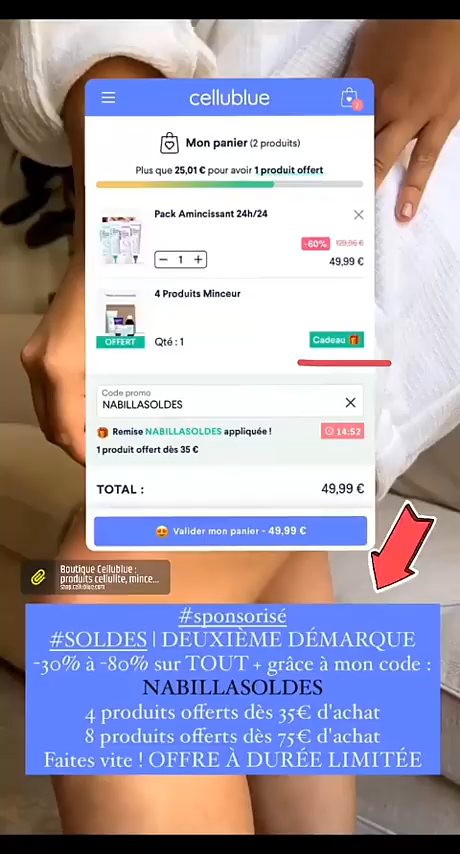 cellublue
Mon panier (2 produits)
Plus que 25,01 € pour avoir 1 produit offert
Pack Amincissant 24h/24
-60% 129,96 €
1
49,99 €
4 Produits Minceur
OFFERT
Qté : 1
Cadeau
Code promo
NABILLASOLDES
Remise NABILLASOLDES appliquée !
14:52
1 produit offert dès 35 €
TOTAL :
49,99 €
Valider mon panier - 49,99 €
Boutique Cellublue :
produits cellulite, mince...
shop.cellublue.com
#sponsorisé
#SOLDES | DEUXIÈME DÉMARQUE
-30% à -80% sur TOUT + grâce à mon code :
NABILLASOLDES
4 produits offerts dès 35€ d'achat
8 produits offerts dès 75€ d'achat
Faites vite ! OFFRE À DURÉE LIMITÉE